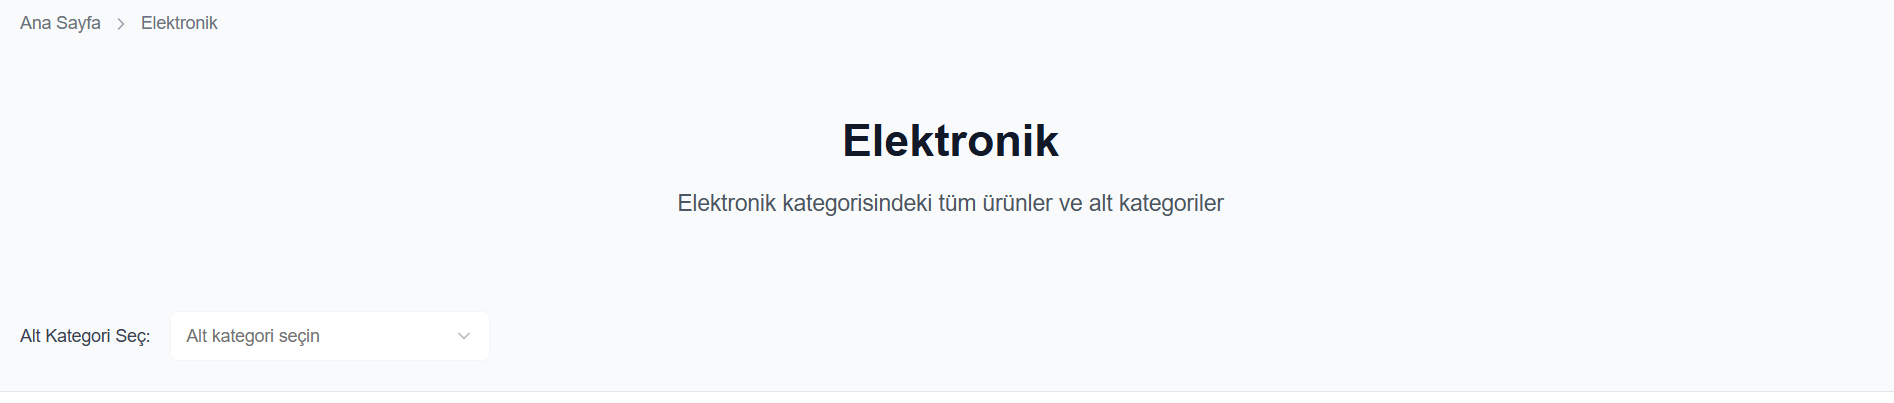 Ana Sayfa > Elektronik
Elektronik
Elektronik kategorisindeki tüm ürünler ve alt kategoriler
Alt Kategori Seç: Alt kategori seçin